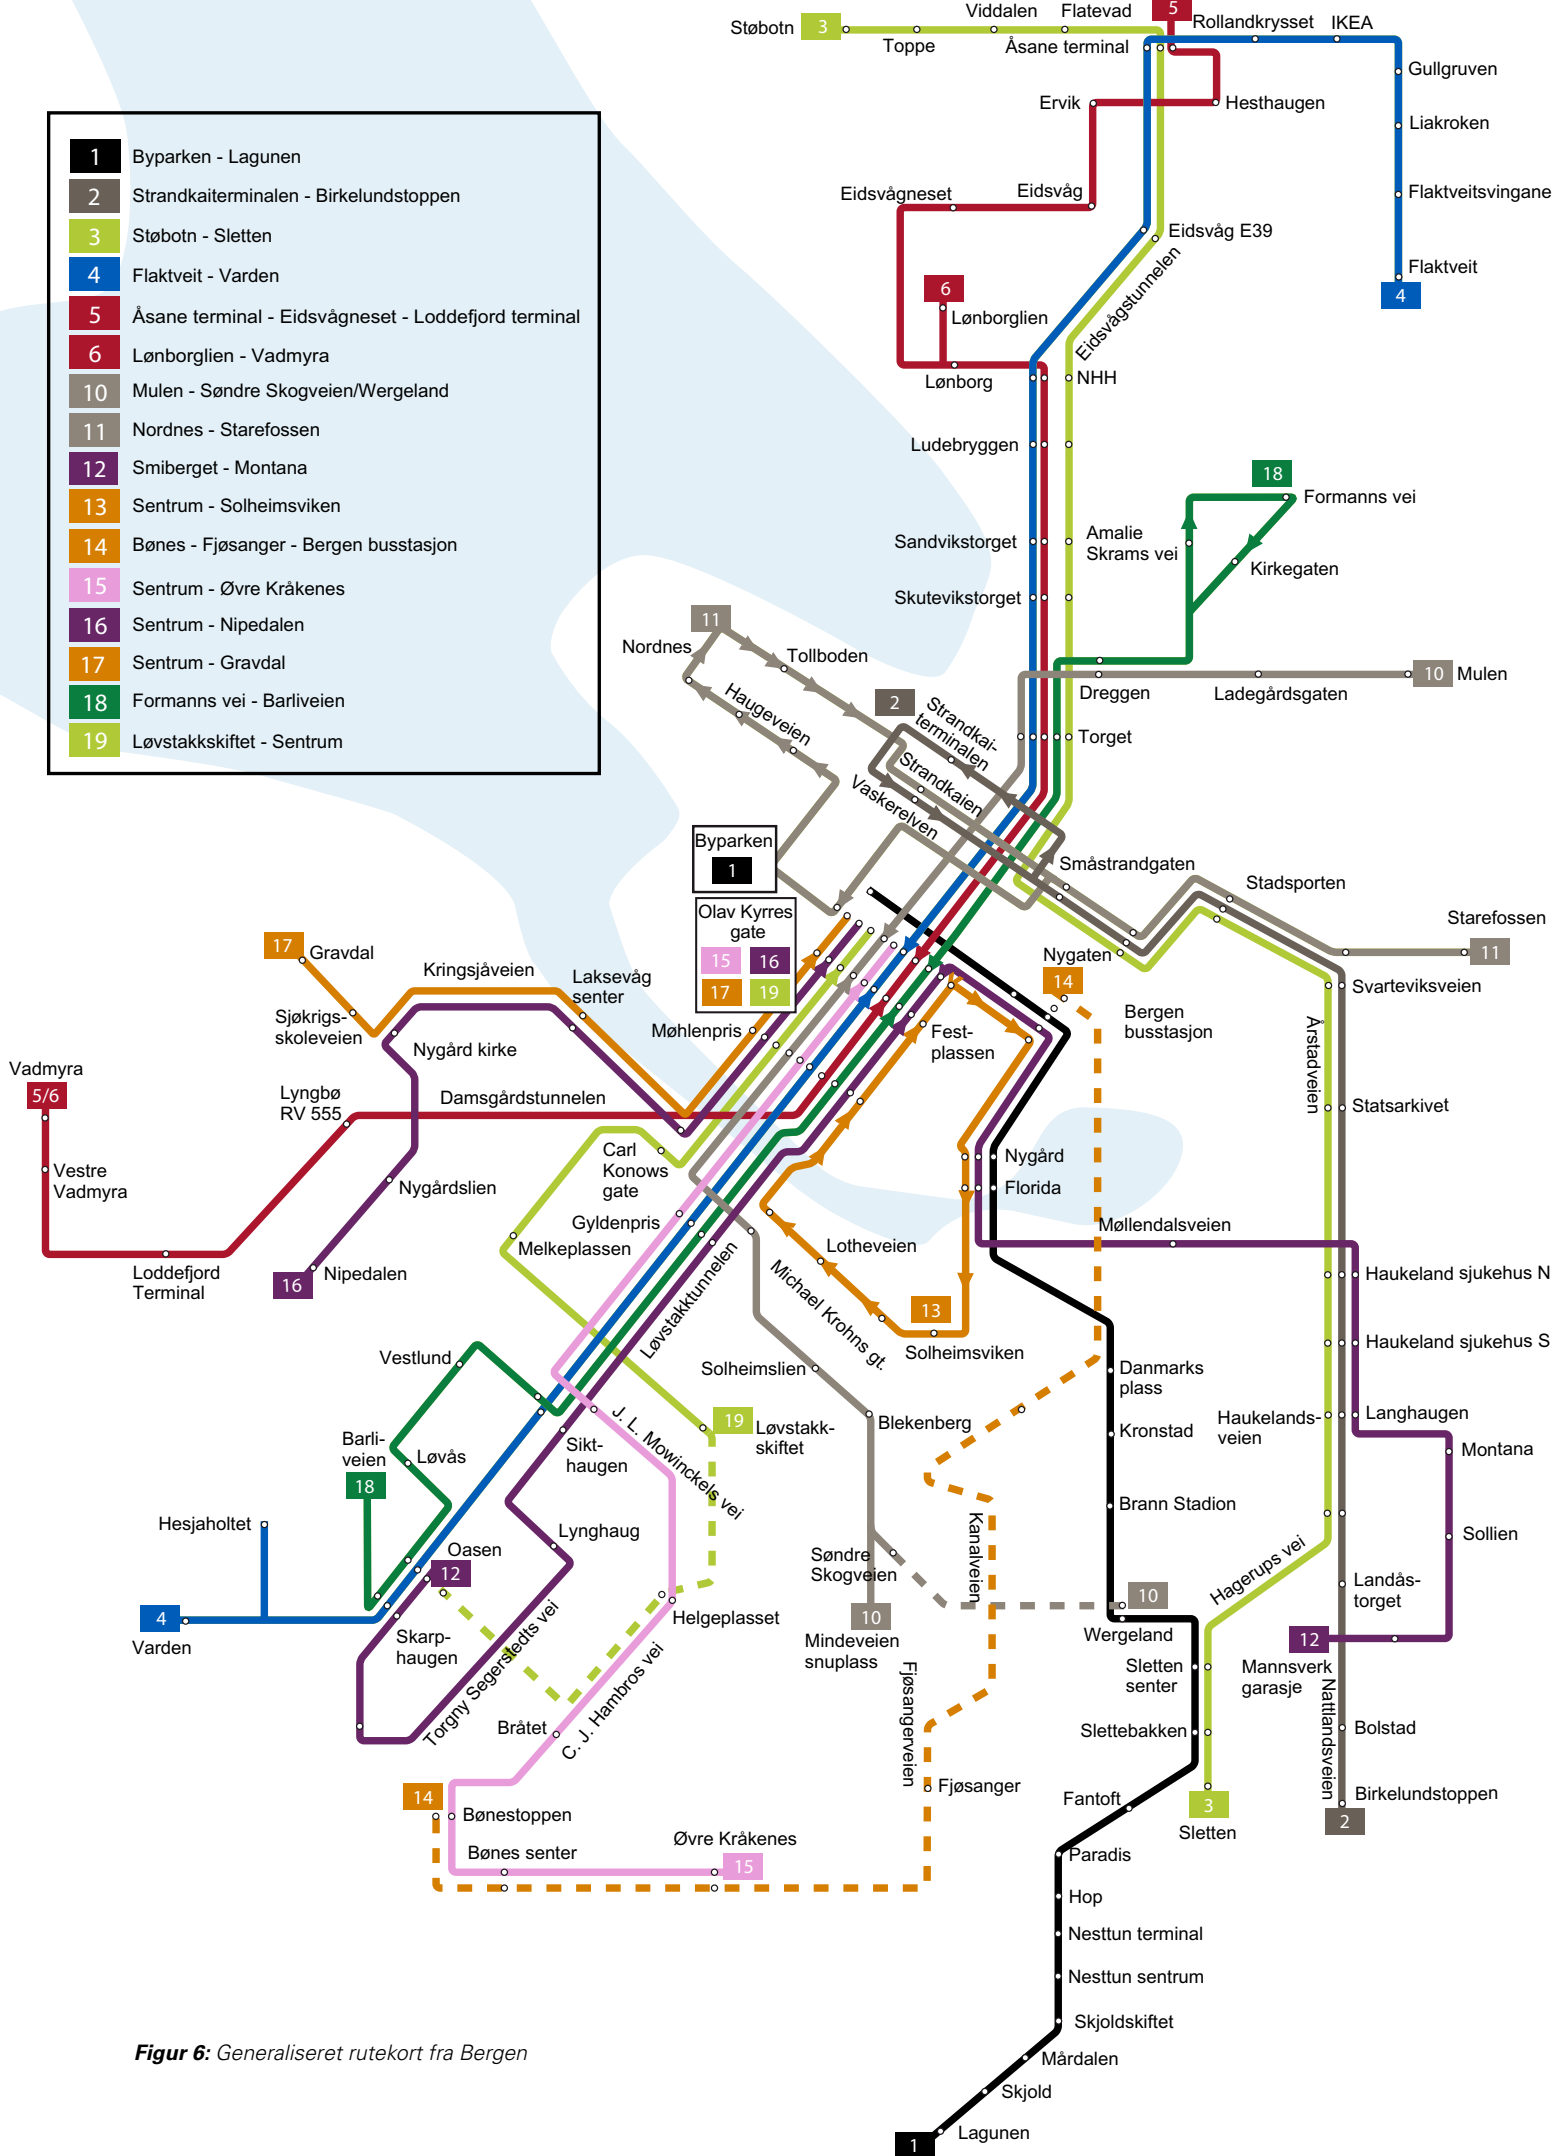 Støbotn
3
Toppe
Viddalen
Flatevad
Åsane terminal
5
Rollandkrysset
IKEA
Gullgruven
Liakroken
Flaktveitsvingane
Flaktveit
4
Ervik
Hesthaugen
Eidsvågneset
Eidsvåg
Eidsvåg E39
Eidsvågstunnelen
6
Lønborglien
Lønborg
NHH
Ludebryggen
Sandvikstorget
Skutevikstorget
18
Formanns vei
Amalie
Skrams vei
Kirkegaten
1 Byparken - Lagunen
2 Strandkaiterminalen - Birkelundstoppen
3 Støbotn - Sletten
4 Flaktveit - Varden
5 Åsane terminal - Eidsvågneset - Loddefjord terminal
6 Lønborglien - Vadmyra
10 Mulen - Søndre Skogveien/Wergeland
11 Nordnes - Starefossen
12 Smiberget - Montana
13 Sentrum - Solheimsviken
14 Bønes - Fjøsanger - Bergen busstasjon
15 Sentrum - Øvre Kråkenes
16 Sentrum - Nipedalen
17 Sentrum - Gravdal
18 Formanns vei - Barliveien
19 Løvstakkskiftet - Sentrum
11
Nordnes
Tollboden
Haugeveien
2
Strandkai-
terminalen
Strandkaien
Vaskerelven
Dreggen
Ladegårdsgaten
10
Mulen
Torget
Småstrandgaten
Stadsporten
Starefossen
11
Byparken
1
Olav Kyrres
gate
15
16
17
19
Nygaten
14
Bergen
busstasjon
Svarteviksveien
Årstadveien
Statsarkivet
17
Gravdal
Kringsjåveien
Laksevåg
senter
Sjøkrigs-
skoleveien
Nygård kirke
Møhlenpris
Fest-
plassen
Vadmyra
5/6
Lyngbø
RV 555
Damsgårdstunnelen
Vestre
Vadmyra
Nygårdslien
Carl
Konows
gate
Nygård
Florida
Møllendalsveien
Loddefjord
Terminal
16
Nipedalen
Gyldenpris
Melkeplassen
Løvstakktunnelen
Lotheveien
Michael Krohns gt.
13
Solheimsviken
Haukeland sjukehus N
Haukeland sjukehus S
Vestlund
Solheimslien
Danmarks
plass
19
Løvstakk-
skiftet
Blekenberg
Kronstad
Haukelands-
veien
Langhaugen
Montana
Barli-
veien
18
Løvås
Sikt-
haugen
J. L. Mowinckels vei
Brann Stadion
Sollien
Hesjaholtet
Lynghaug
Kanalveien
Oasen
12
Søndre
Skogveien
Hagerups vei
Landås-
torget
4
Varden
Skarp-
haugen
Helgeplasset
10
Mindeveien
snuplass
10
Wergeland
12
Mannsverk
garasje
Sletten
senter
Torgny Segerstedts vei
C. J. Hambros vei
Bråtet
Fjøsangerveien
Slettebakken
Nattlandsveien
Bolstad
14
Bønestoppen
Fjøsanger
Fantoft
3
Sletten
Birkelundstoppen
2
Bønes senter
Øvre Kråkenes
15
Paradis
Hop
Nesttun terminal
Nesttun sentrum
Skjoldskiftet
Mårdalen
Skjold
Lagunen
1
Figur 6: Generaliseret rutekort fra Bergen